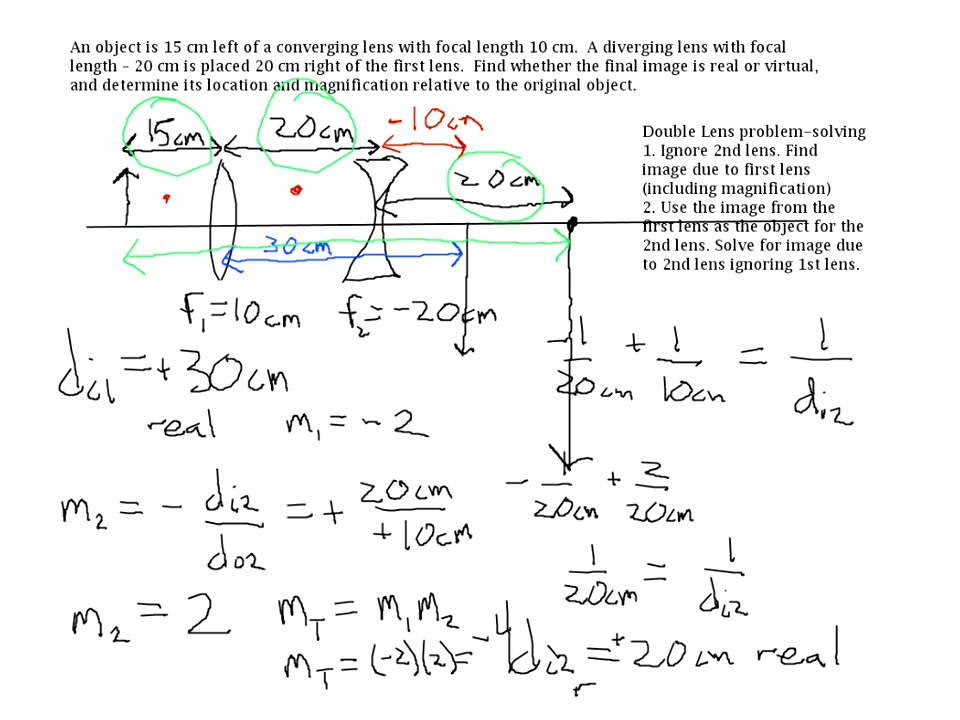 An object is 15 cm left of a converging lens with focal length 10 cm.  A diverging lens with focal
length - 20 cm is placed 20 cm right of the first lens.  Find whether the final image is real or virtual,
and determine its location and magnification relative to the original object.
15cm
20cm
-10cm
20cm
30cm
Double Lens problem-solving
1. Ignore 2nd lens. Find
image due to first lens
(including magnification)
2. Use the image from the
first lens as the object for the
2nd lens. Solve for image due
to 2nd lens ignoring 1st lens.
f₁=10cm
f₂=-20cm
di1 =+30cm
real
m₁=-2
-1/20cm + 1/10cm = 1/di2
m₂ = - di2/do2 = + 20cm/+10cm
-1/20cm + 2/20cm
1/20cm = 1/di2
m₂ = 2
mT = m₁m₂
mT = (-2)(2)= -4
di2 = +20cm real